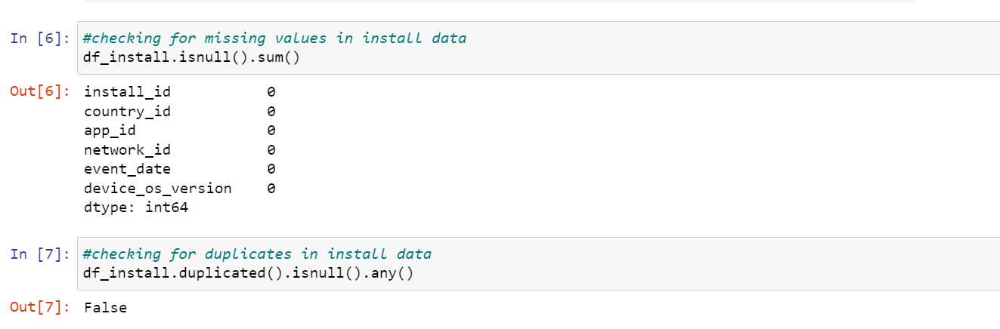 In [6]: #checking for missing values in install data
df_install.isnull().sum()
Out[6]: install_id 0
country_id 0
app_id 0
network_id 0
event_date 0
device_os_version 0
dtype: int64
In [7]: #checking for duplicates in install data
df_install.duplicated().isnull().any()
Out[7]: False